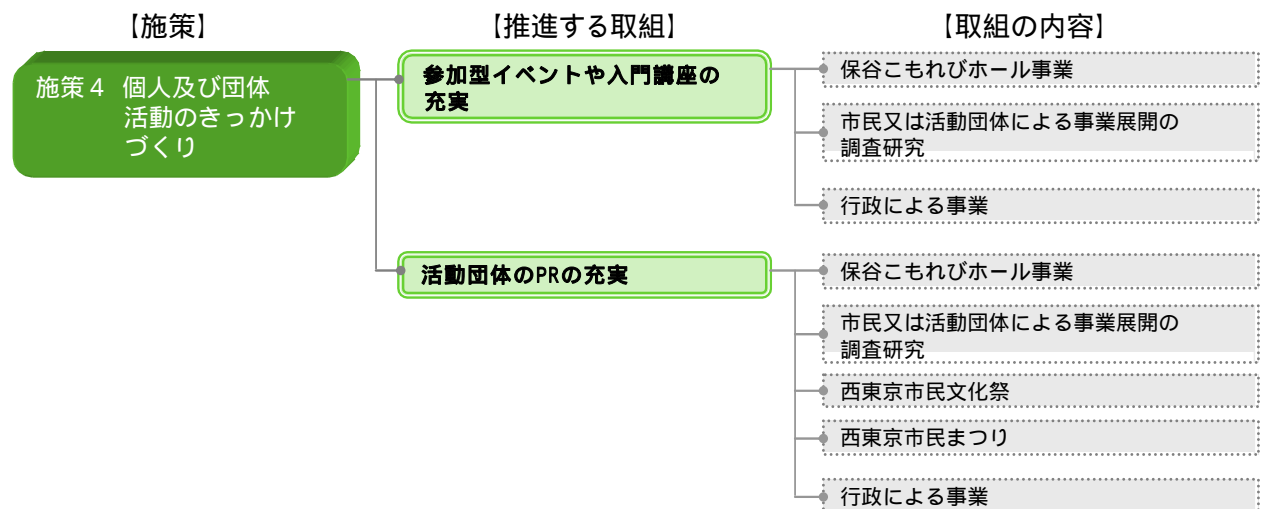 【施策】
【推進する取組】
【取組の内容】
施策４ 個人及び団体
活動のきっかけ
づくり
参加型イベントや入門講座の
充実
保谷こもれびホール事業
市民又は活動団体による事業展開の
調査研究
行政による事業
活動団体のPRの充実
保谷こもれびホール事業
市民又は活動団体による事業展開の
調査研究
西東京市民文化祭
西東京市民まつり
行政による事業